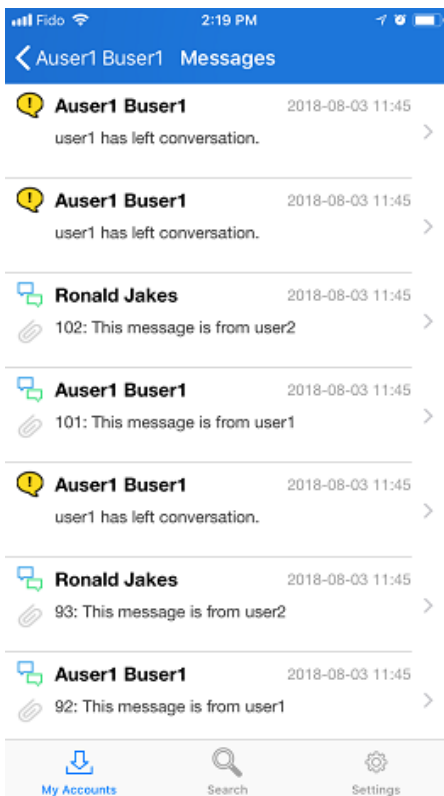 Fido 2:19 PM
Auser1 Buser1 Messages
Auser1 Buser1 2018-08-03 11:45
user1 has left conversation.
Auser1 Buser1 2018-08-03 11:45
user1 has left conversation.
Ronald Jakes 2018-08-03 11:45
102: This message is from user2
Auser1 Buser1 2018-08-03 11:45
101: This message is from user1
Auser1 Buser1 2018-08-03 11:45
user1 has left conversation.
Ronald Jakes 2018-08-03 11:45
93: This message is from user2
Auser1 Buser1 2018-08-03 11:45
92: This message is from user1
My Accounts Search Settings